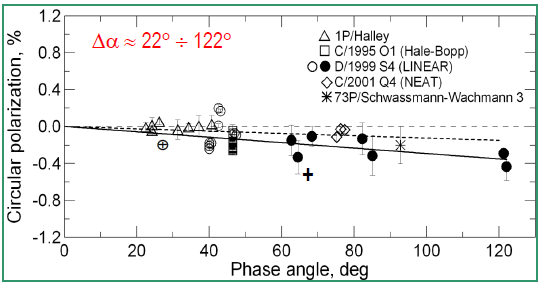 Δα ≈ 22° ÷ 122°
1P/Halley
C/1995 O1 (Hale-Bopp)
D/1999 S4 (LINEAR)
C/2001 Q4 (NEAT)
73P/Schwassmann-Wachmann 3
Circular polarization, %
1.2
0.8
0.4
0.0
-0.4
-0.8
-1.2
0 20 40 60 80 100 120
Phase angle, deg